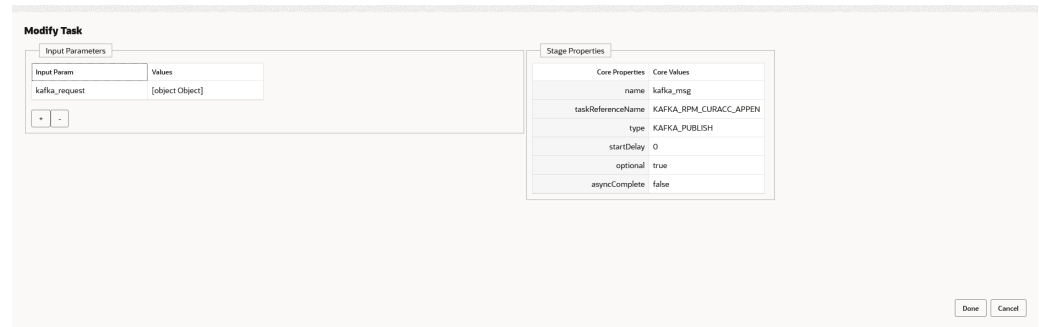 Modify Task
Input Parameters
Input Param Values
kafka_request [object Object]
+ -
Stage Properties
Core Properties Core Values
name kafka_msg
taskReferenceName KAFKA_RPM_CURACC_APPEN
type KAFKA_PUBLISH
startDelay 0
optional true
asyncComplete false
Done Cancel